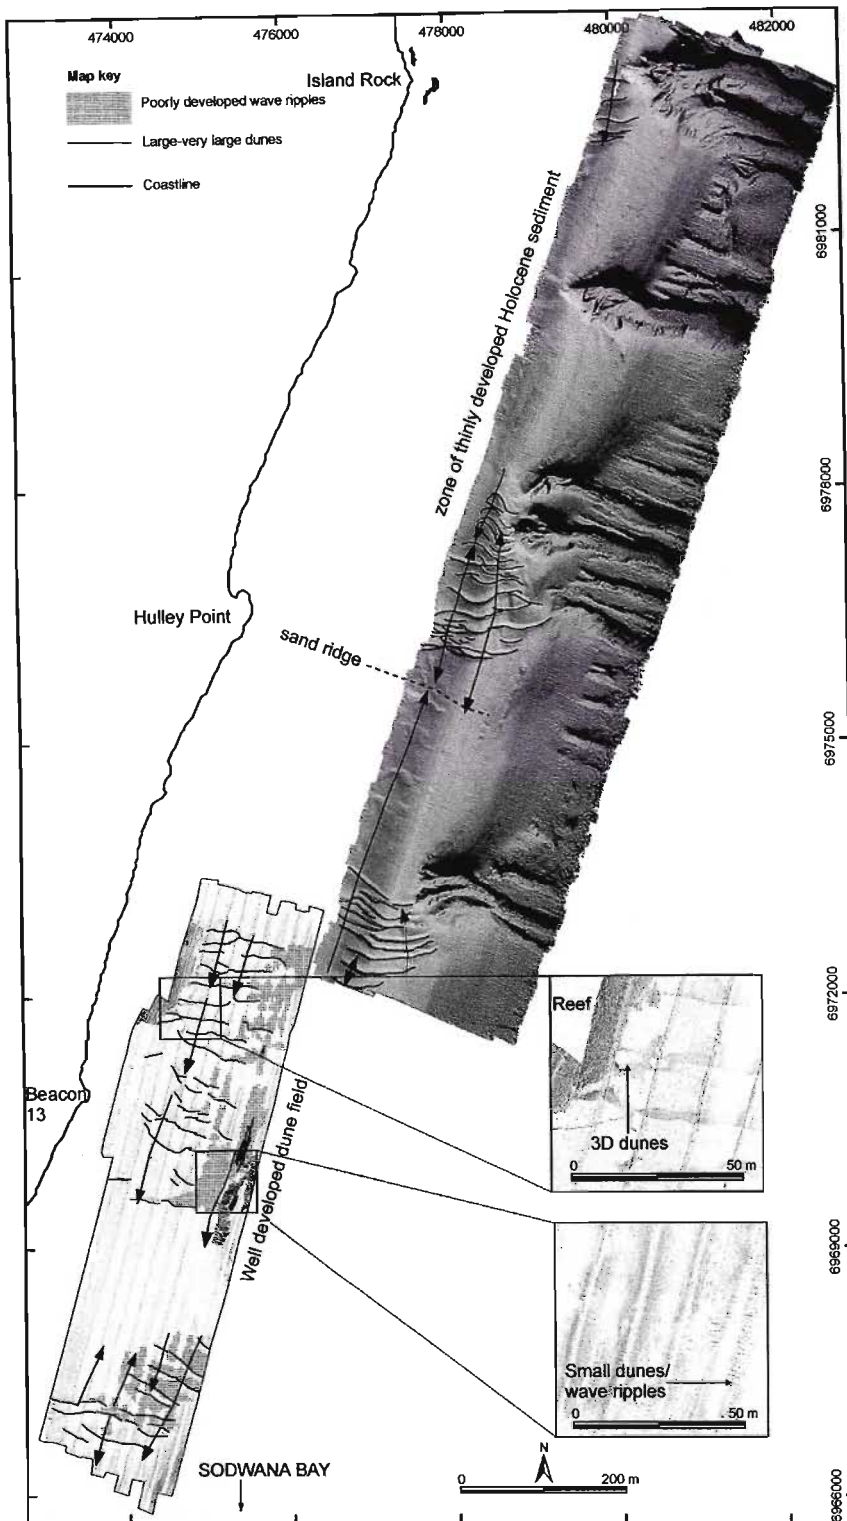 474000
476000
478000
480000
482000
Map key
Poorly developed wave ripples
Large-very large dunes
Coastline
Island Rock
zone of thinly developed Holocene sediment
6981000
6978000
Hulley Point
sand ridge
6975000
6972000
Reef
3D dunes
0 50 m
Beacon
13
Well developed dune field
6969000
Small dunes/
wave ripples
0 50 m
SODWANA BAY
N
0 200 m
6966000